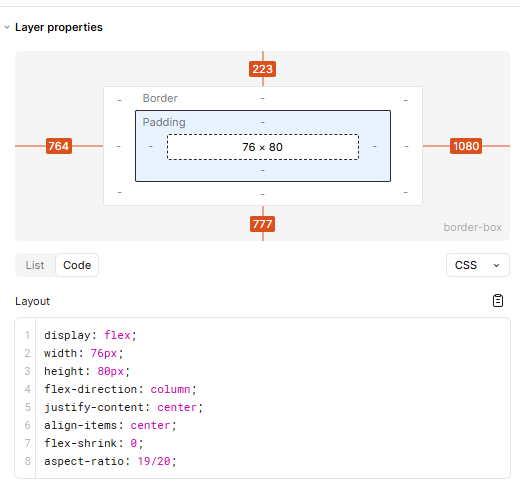 Layer properties
223
- Border - -
Padding -
764 - - 76 × 80 - - 1080
-
- - -
777
border-box
List Code CSS
Layout
1 display: flex;
2 width: 76px;
3 height: 80px;
4 flex-direction: column;
5 justify-content: center;
6 align-items: center;
7 flex-shrink: 0;
8 aspect-ratio: 19/20;